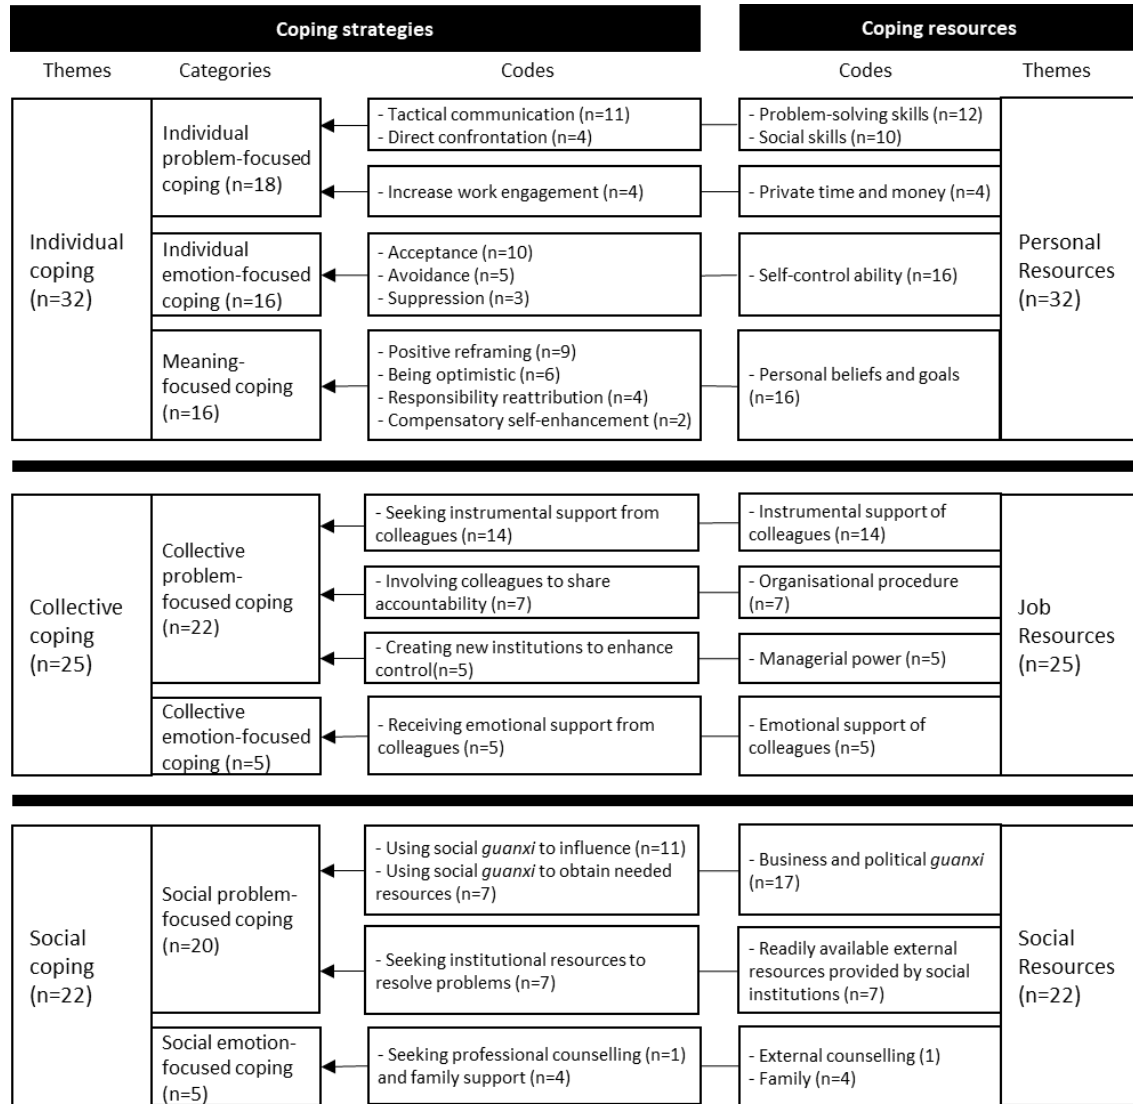 Coping strategies
Coping resources
Themes
Categories
Codes
Codes
Themes
Individual
coping
(n=32)
Individual
problem-focused
coping (n=18)
- Tactical communication (n=11)
- Direct confrontation (n=4)
- Problem-solving skills (n=12)
- Social skills (n=10)
- Increase work engagement (n=4)
- Private time and money (n=4)
Individual
emotion-focused
coping (n=16)
- Acceptance (n=10)
- Avoidance (n=5)
- Suppression (n=3)
- Self-control ability (n=16)
Meaning-
focused coping
(n=16)
- Positive reframing (n=9)
- Being optimistic (n=6)
- Responsibility reattribution (n=4)
- Compensatory self-enhancement (n=2)
- Personal beliefs and goals
(n=16)
Personal
Resources
(n=32)
Collective
coping
(n=25)
Collective
problem-
focused coping
(n=22)
- Seeking instrumental support from
colleagues (n=14)
- Instrumental support of
colleagues (n=14)
- Involving colleagues to share
accountability (n=7)
- Organisational procedure
(n=7)
- Creating new institutions to enhance
control(n=5)
- Managerial power (n=5)
Collective
emotion-focused
coping (n=5)
- Receiving emotional support from
colleagues (n=5)
- Emotional support of
colleagues (n=5)
Job
Resources
(n=25)
Social
coping
(n=22)
Social problem-
focused coping
(n=20)
- Using social guanxi to influence (n=11)
- Using social guanxi to obtain needed
resources (n=7)
- Business and political guanxi
(n=17)
- Seeking institutional resources to
resolve problems (n=7)
- Readily available external
resources provided by social
institutions (n=7)
Social emotion-
focused coping
(n=5)
- Seeking professional counselling (n=1)
and family support (n=4)
- External counselling (1)
- Family (n=4)
Social
Resources
(n=22)